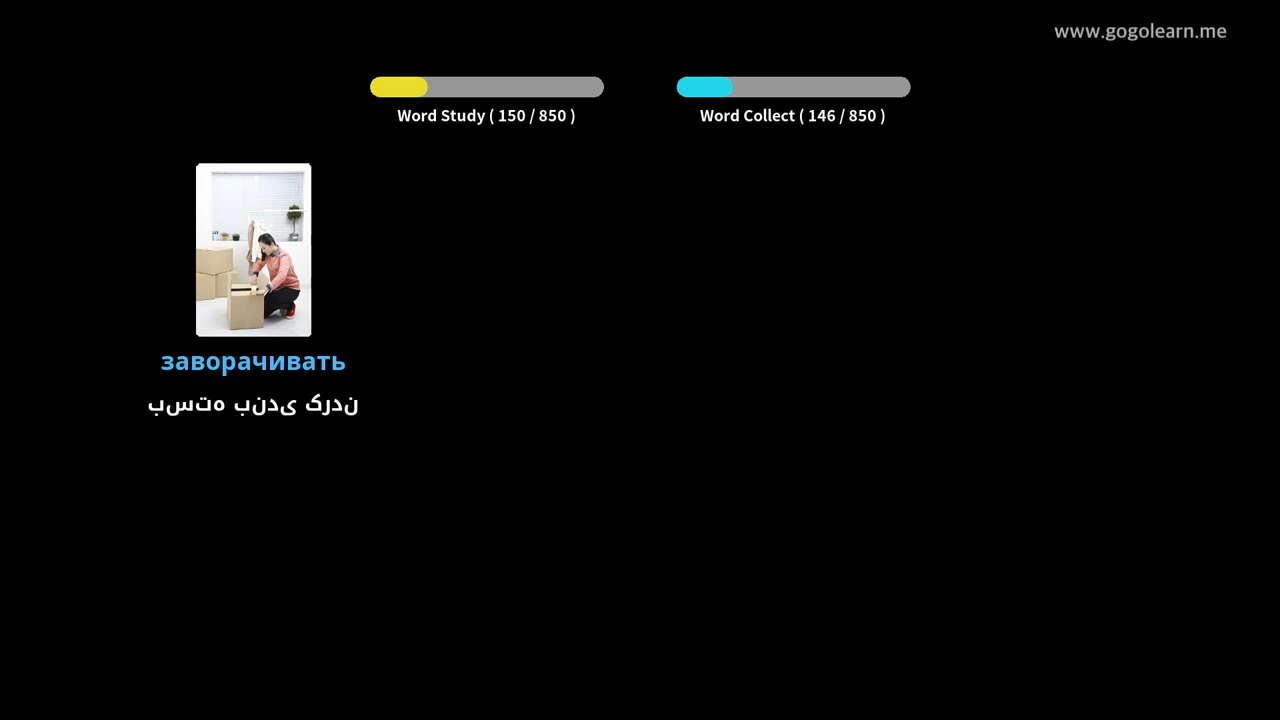 www.gogolearn.me
Word Study ( 150 / 850 )
Word Collect ( 146 / 850 )
заворачивать
بسته بندی کردن